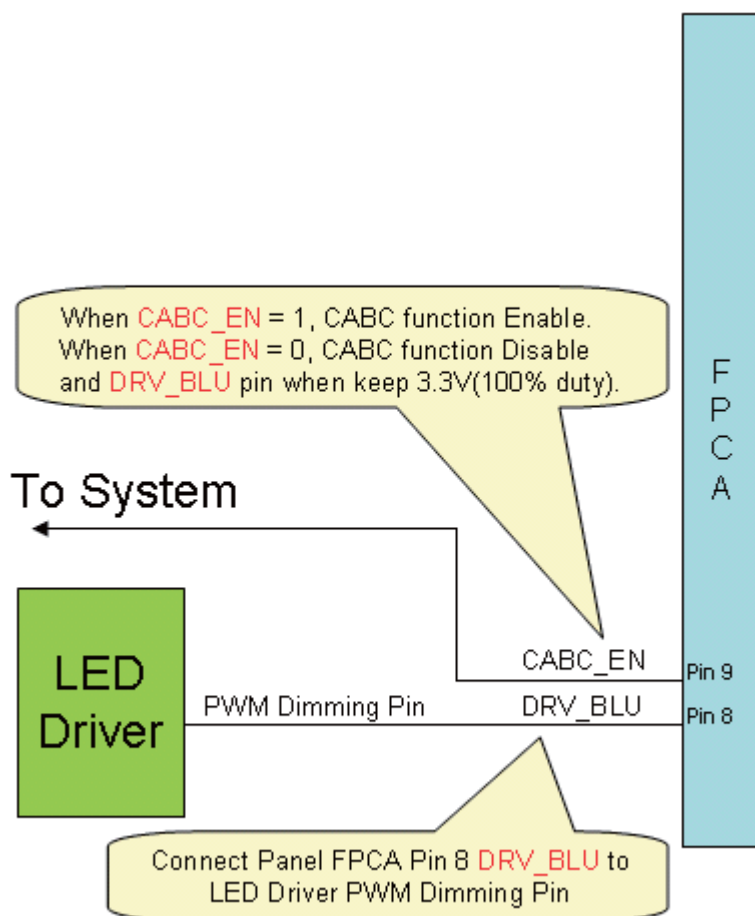 When CABC_EN = 1, CABC function Enable.
When CABC_EN = 0, CABC function Disable
and DRV_BLU pin when keep 3.3V(100% duty).
F
P
C
A
To System
LED
Driver
PWM Dimming Pin
CABC_EN
DRV_BLU
Pin 9
Pin 8
Connect Panel FPCA Pin 8 DRV_BLU to
LED Driver PWM Dimming Pin